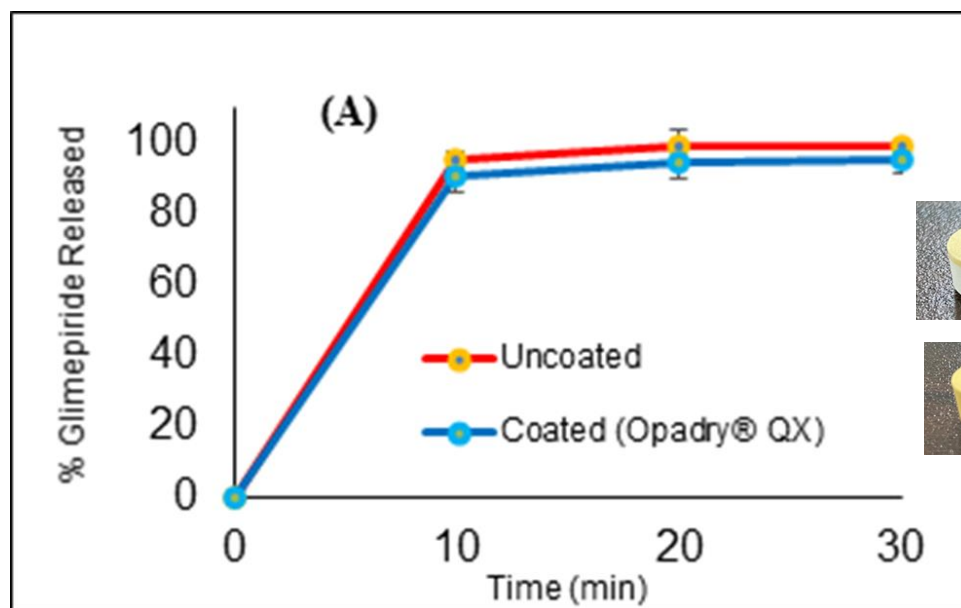 (A)
% Glimepiride Released
100
80
60
40
20
0
Uncoated
Coated (Opadry® QX)
0 10 20 30
Time (min)